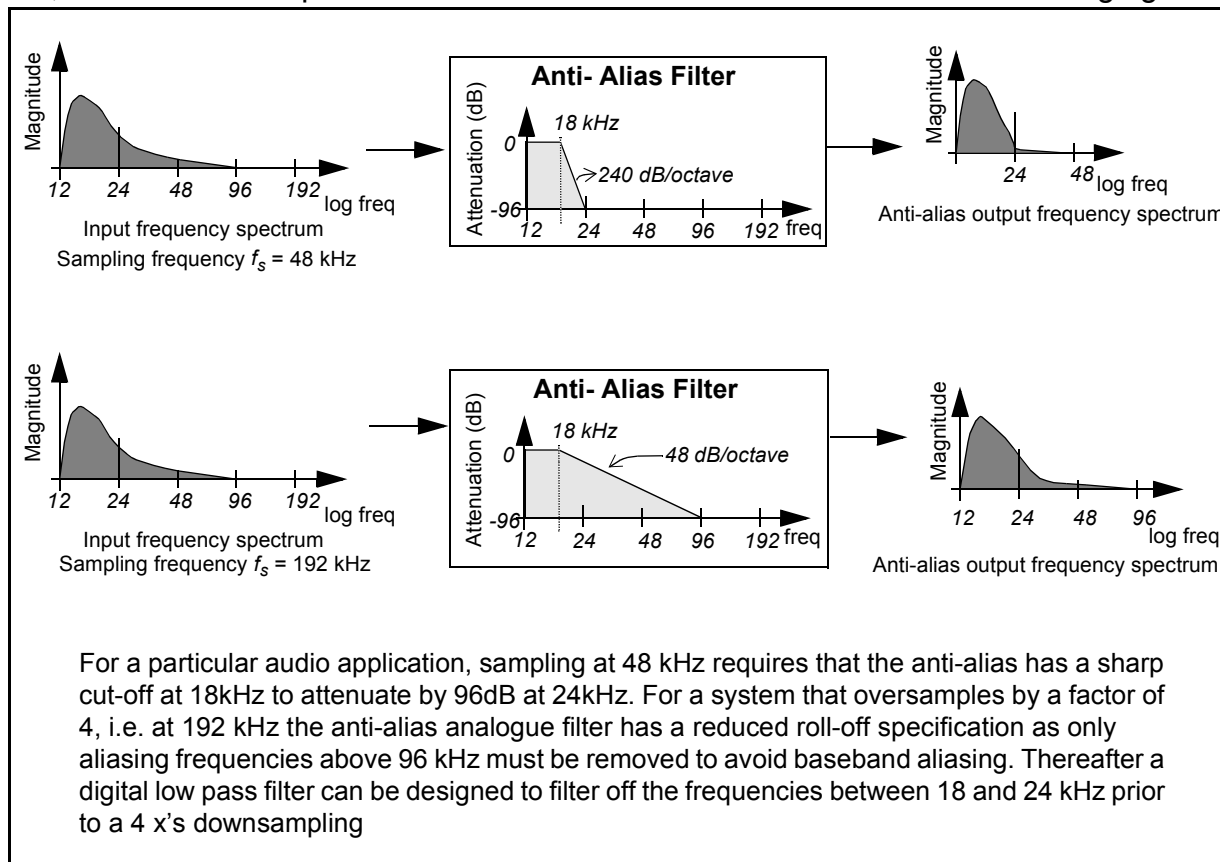 Anti- Alias Filter
Magnitude
12 24 48 96 192 log freq
Input frequency spectrum
Sampling frequency fs = 48 kHz
Attenuation (dB)
18 kHz
0
240 dB/octave
-96
12 24 48 96 192 freq
Magnitude
24 48 log freq
Anti-alias output frequency spectrum
Anti- Alias Filter
Magnitude
12 24 48 96 192 log freq
Input frequency spectrum
Sampling frequency fs = 192 kHz
Attenuation (dB)
18 kHz
0
48 dB/octave
-96
12 24 48 96 192 freq
Magnitude
12 24 48 96
log freq
Anti-alias output frequency spectrum
For a particular audio application, sampling at 48 kHz requires that the anti-alias has a sharp
cut-off at 18kHz to attenuate by 96dB at 24kHz. For a system that oversamples by a factor of
4, i.e. at 192 kHz the anti-alias analogue filter has a reduced roll-off specification as only
aliasing frequencies above 96 kHz must be removed to avoid baseband aliasing. Thereafter a
digital low pass filter can be designed to filter off the frequencies between 18 and 24 kHz prior
to a 4 x's downsampling